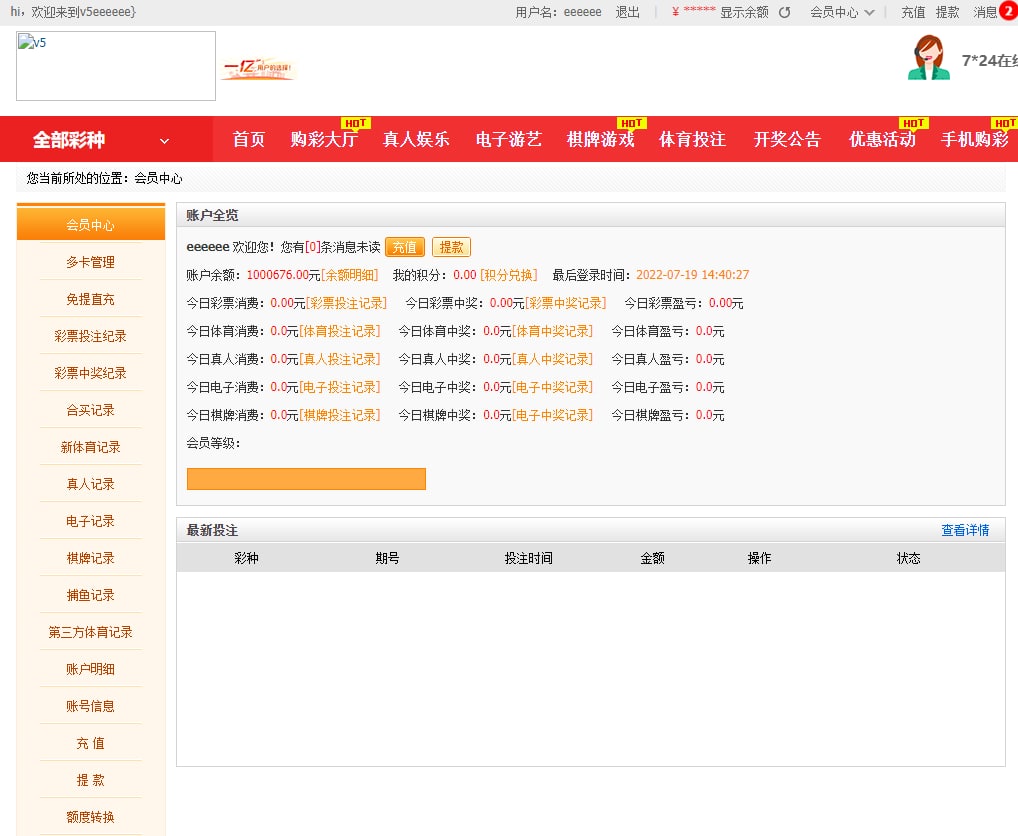 hi，欢迎来到v5eeeeee}
用户名：eeeeee 退出 | ￥***** 显示余额 会员中心 | 充值 提款 消息 2
v5
一亿 用户的选择！
7*24在线
全部彩种 首页 购彩大厅 HOT 真人娱乐 电子游艺 棋牌游戏 HOT 体育投注 开奖公告 优惠活动 HOT 手机购彩 HOT
您当前所处的位置：会员中心
会员中心
多卡管理
免提直充
彩票投注纪录
彩票中奖纪录
合买记录
新体育记录
真人记录
电子记录
棋牌记录
捕鱼记录
第三方体育记录
账户明细
账号信息
充 值
提 款
额度转换
账户全览
eeeeee 欢迎您！您有[0]条消息未读 充值 提款
账户余额：1000676.00元[余额明细] 我的积分：0.00 [积分兑换] 最后登录时间：2022-07-19 14:40:27
今日彩票消费：0.00元[彩票投注记录] 今日彩票中奖：0.00元[彩票中奖记录] 今日彩票盈亏：0.00元
今日体育消费：0.0元[体育投注记录] 今日体育中奖：0.0元[体育中奖记录] 今日体育盈亏：0.0元
今日真人消费：0.0元[真人投注记录] 今日真人中奖：0.0元[真人中奖记录] 今日真人盈亏：0.0元
今日电子消费：0.0元[电子投注记录] 今日电子中奖：0.0元[电子中奖记录] 今日电子盈亏：0.0元
今日棋牌消费：0.0元[棋牌投注记录] 今日棋牌中奖：0.0元[电子中奖记录] 今日棋牌盈亏：0.0元
会员等级：
最新投注 查看详情
彩种 期号 投注时间 金额 操作 状态